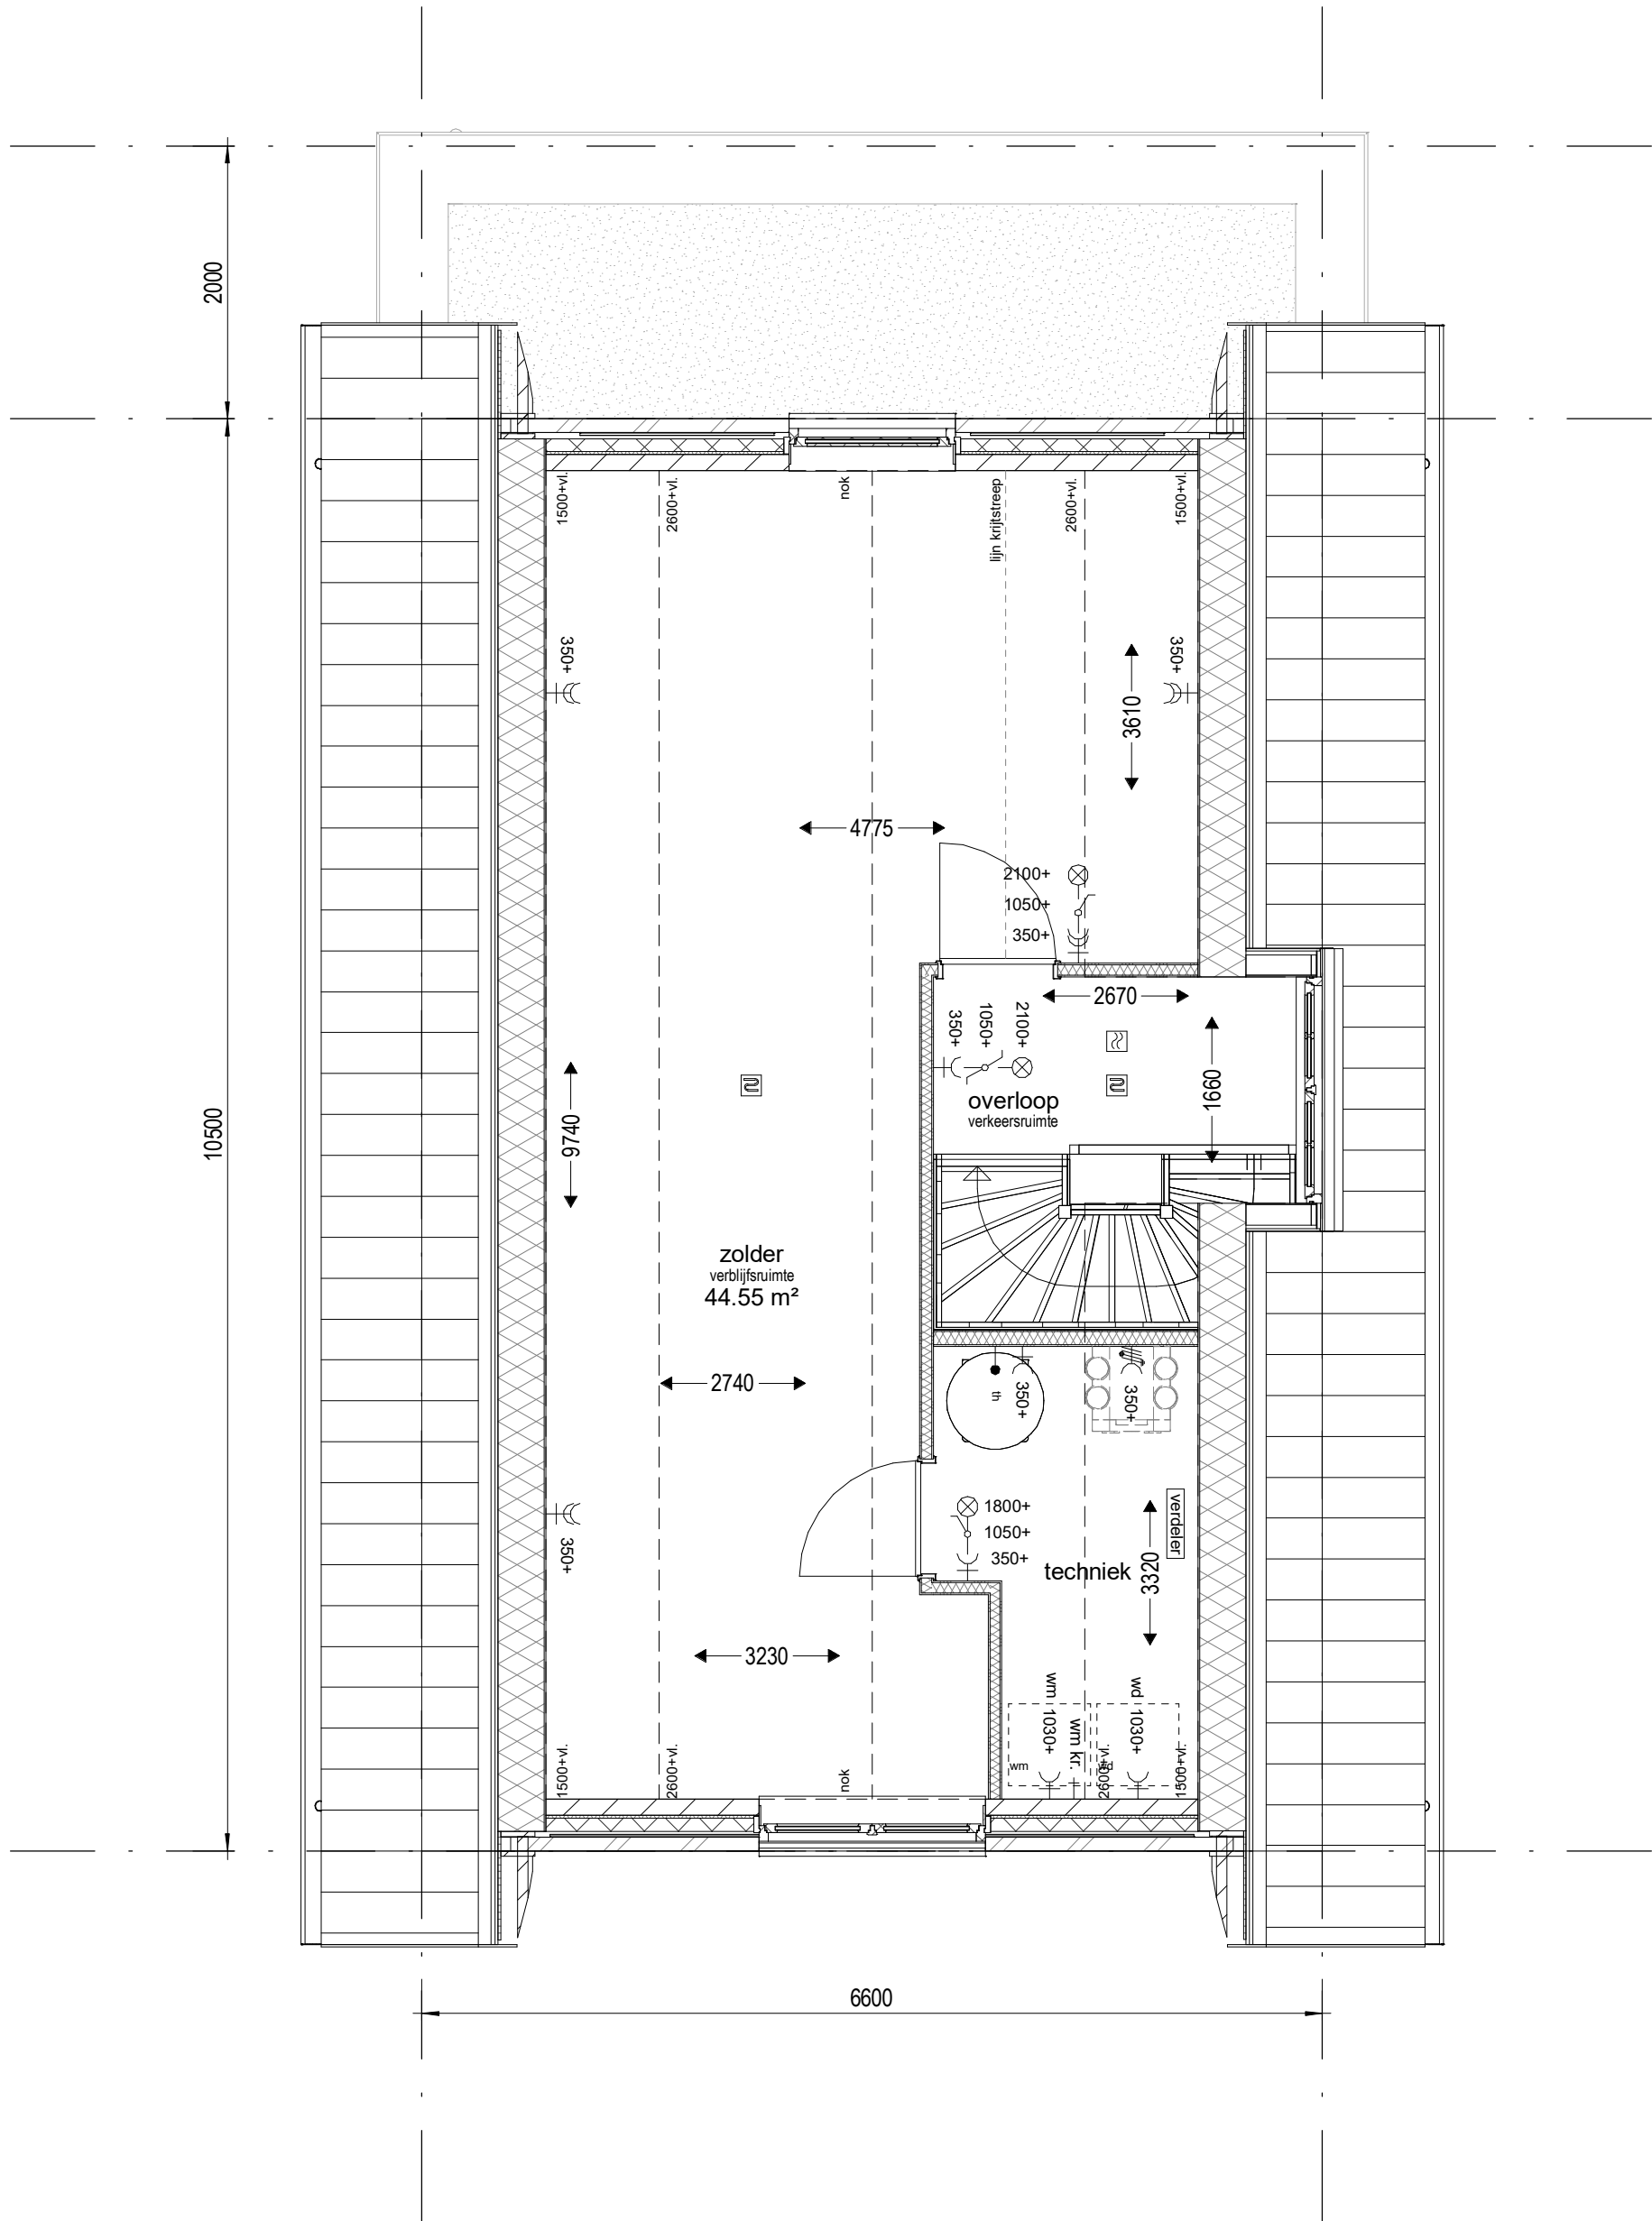 2000
1500+vl.
2600+vl.
nok
lijn krijtstreep
2600+vl.
1500+vl.
350+
350+
3610
4775
2100+
1050+
350+
2670
350+
1050+
2100+
1660
overloop
verkeersruimte
10500
9740
zolder
verblijfsruimte
44.55 m²
2740
th
350+
350+
1800+
1050+
350+
verdeler
techniek
3320
350+
3230
wm 1030+
wm kr.
wd 1030+
wm
wd
1500+vl.
2600+vl.
nok
2600+vl.
1500+vl.
6600